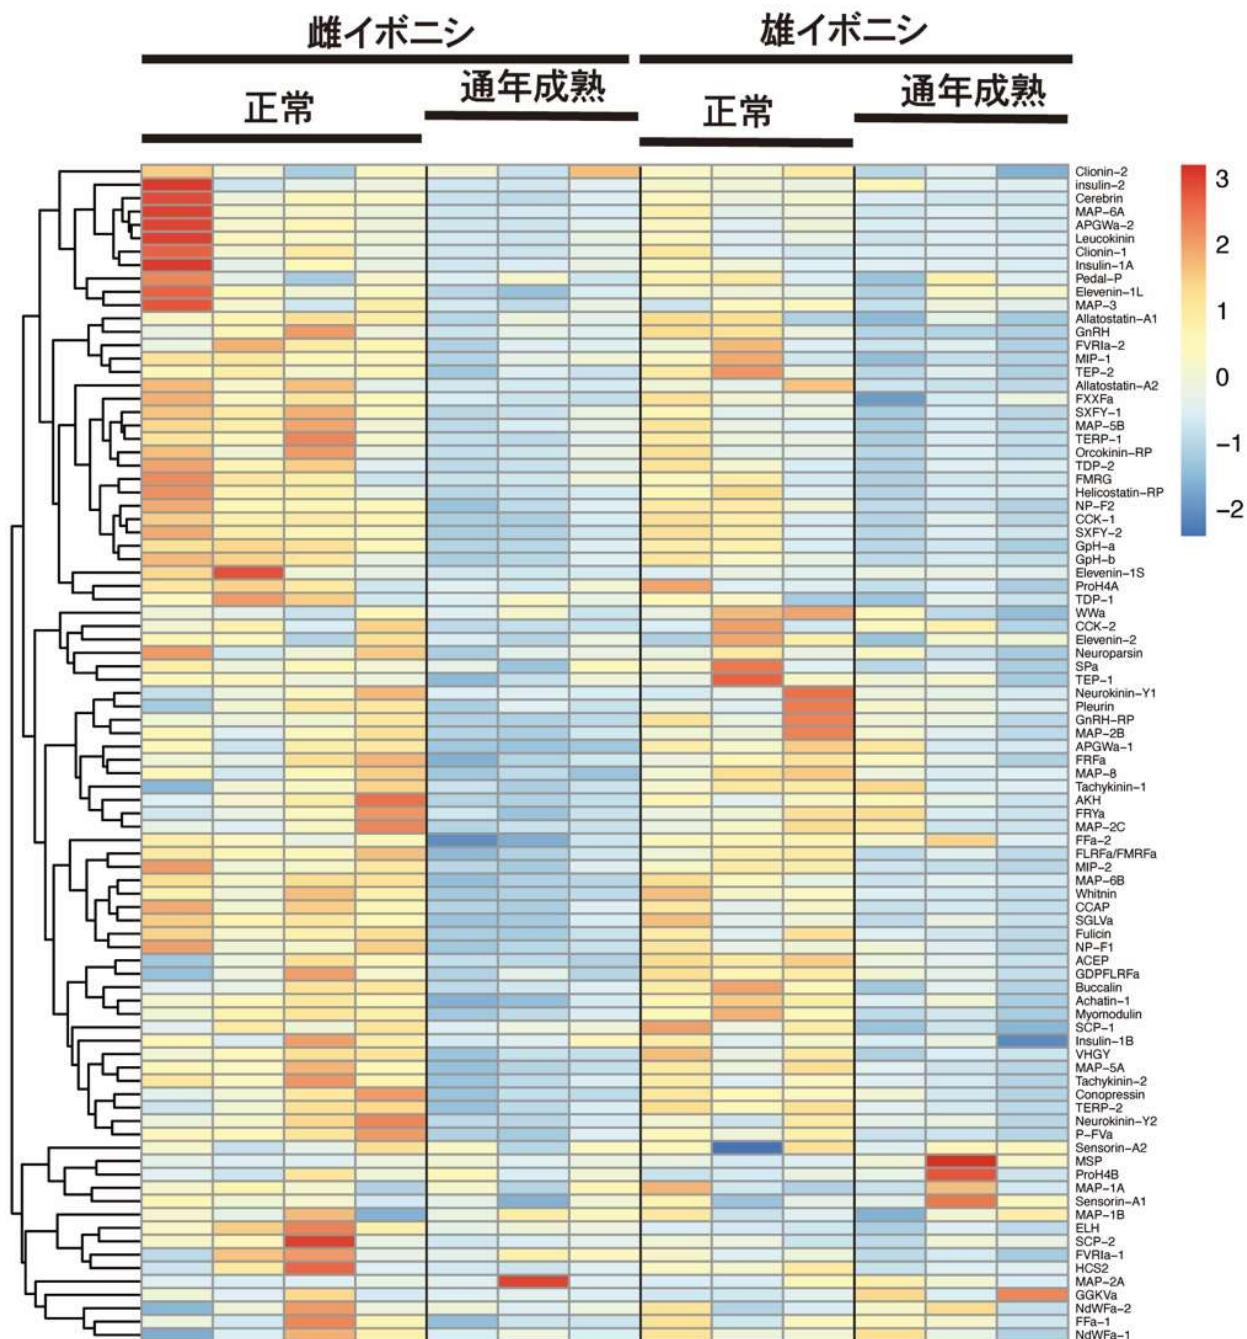 雌イボニシ
雄イボニシ
正常
通年成熟
正常
通年成熟
Clionin-2
insulin-2
Cerebrin
MAP-6A
APGWa-2
Leucokinin
Clionin-1
Insulin-1A
Pedal-P
Elevenin-1L
MAP-3
Allatostatin-A1
GnRH
FVRIa-2
MIP-1
TEP-2
Allatostatin-A2
FXXFa
SXFY-1
MAP-5B
TERP-1
Orcokinin-RP
TDP-2
FMRG
Helicostatin-RP
NP-F2
CCK-1
SXFY-2
GpH-a
GpH-b
Elevenin-1S
ProH4A
TDP-1
WWa
CCK-2
Elevenin-2
Neuroparsin
SPa
TEP-1
Neurokinin-Y1
Pleurin
GnRH-RP
MAP-2B
APGWa-1
FRFa
MAP-8
Tachykinin-1
AKH
FRYa
MAP-2C
FFa-2
FLRFa/FMRFa
MIP-2
MAP-6B
Whitnin
CCAP
SGLVa
Fulicin
NP-F1
ACEP
GDPFLRFa
Buccalin
Achatin-1
Myomodulin
SCP-1
Insulin-1B
VHGY
MAP-5A
Tachykinin-2
Conopressin
TERP-2
Neurokinin-Y2
P-FVa
Sensorin-A2
MSP
ProH4B
MAP-1A
Sensorin-A1
MAP-1B
ELH
SCP-2
FVRIa-1
HCS2
MAP-2A
GGKVa
NdWFa-2
FFa-1
NdWFa-1
3
2
1
0
-1
-2